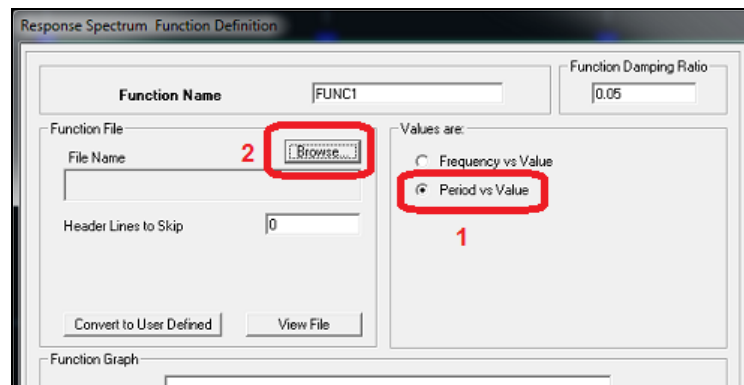 Response Spectrum Function Definition
Function Name
FUNC1
Function Damping Ratio
0.05
Function File
File Name
2
Browse...
Header Lines to Skip
0
Convert to User Defined
View File
Values are:
Frequency vs Value
Period vs Value
1
Function Graph